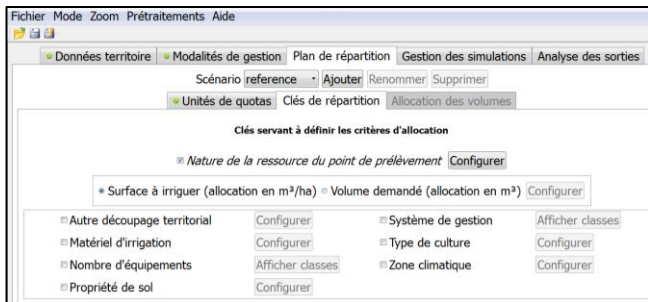 Fichier Mode Zoom Prétraitements Aide
Données territoire Modalités de gestion Plan de répartition Gestion des simulations Analyse des sorties
Scénario reference Ajouter Renommer Supprimer
Unités de quotas Clés de répartition Allocation des volumes
Clés servant à définir les critères d'allocation
Nature de la ressource du point de prélèvement Configurer
Surface à irriguer (allocation en m³/ha) Volume demandé (allocation en m³) Configurer
Autre découpage territorial Configurer Système de gestion Afficher classes
Matériel d'irrigation Configurer Type de culture Configurer
Nombre d'équipements Afficher classes Zone climatique Configurer
Propriété de sol Configurer